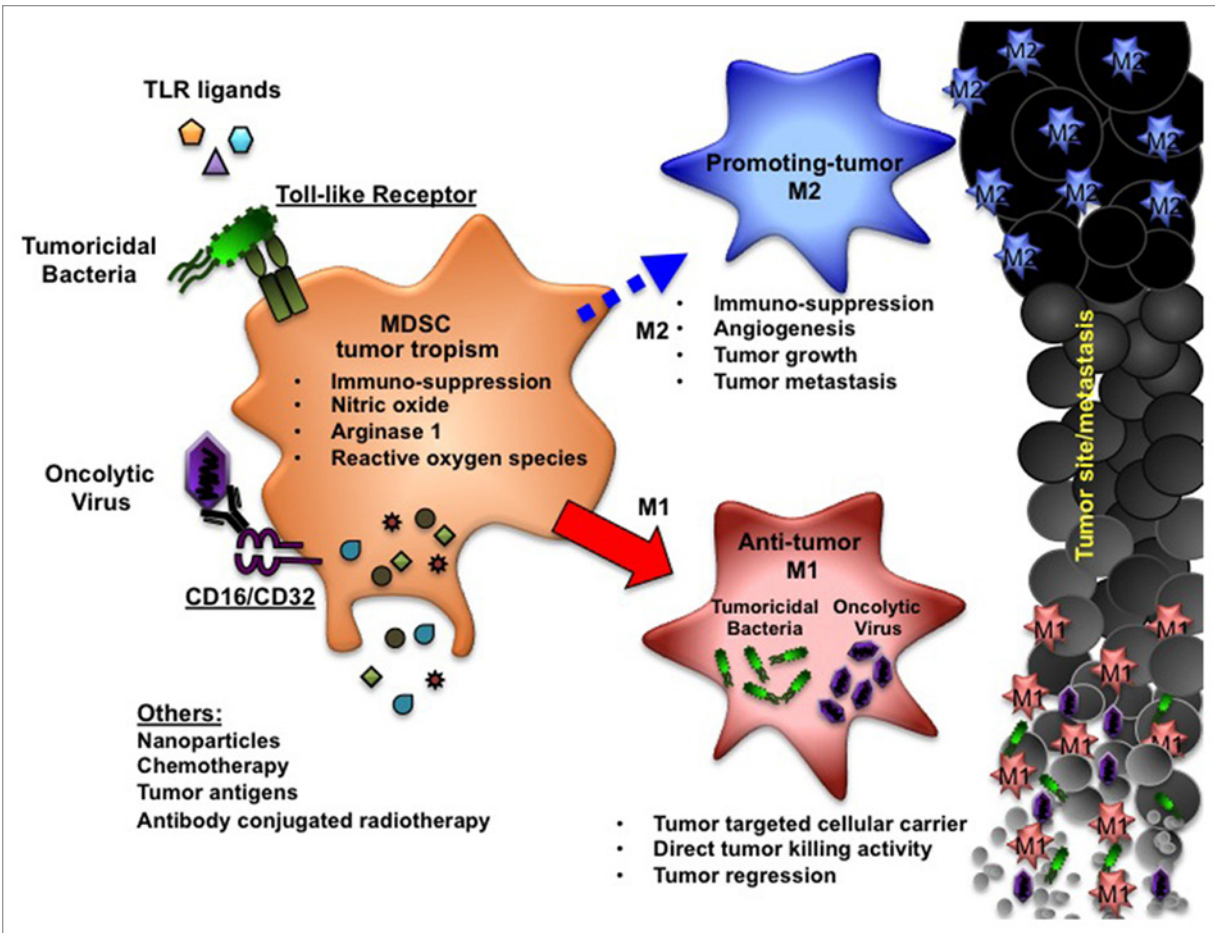 TLR ligands
Toll-like Receptor
Tumoricidal
Bacteria
MDSC
tumor tropism
• Immuno-suppression
• Nitric oxide
• Arginase 1
• Reactive oxygen species
Oncolytic
Virus
CD16/CD32
Others:
Nanoparticles
Chemotherapy
Tumor antigens
Antibody conjugated radiotherapy
Promoting-tumor
M2
M2
• Immuno-suppression
• Angiogenesis
• Tumor growth
• Tumor metastasis
M1
Anti-tumor
M1
Tumoricidal
Bacteria
Oncolytic
Virus
• Tumor targeted cellular carrier
• Direct tumor killing activity
• Tumor regression
M2
M2
M2
M2
M2
M2
M2
M2
M2
Tumor site/metastasis
M1
M1
M1
M1
M1
M1
M1
M1
M1
M1